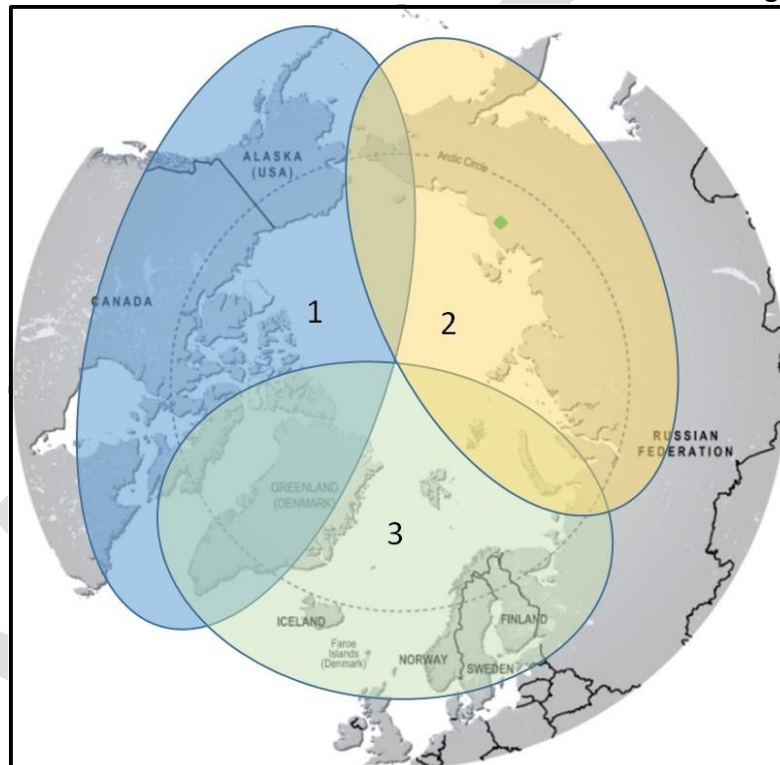 ALASKA
(USA)
Arctic Circle
CANADA
1
2
RUSSIAN
FEDERATION
GREENLAND
(DENMARK)
3
ICELAND
Faroe
Islands
(Denmark)
FINLAND
NORWAY
SWEDEN